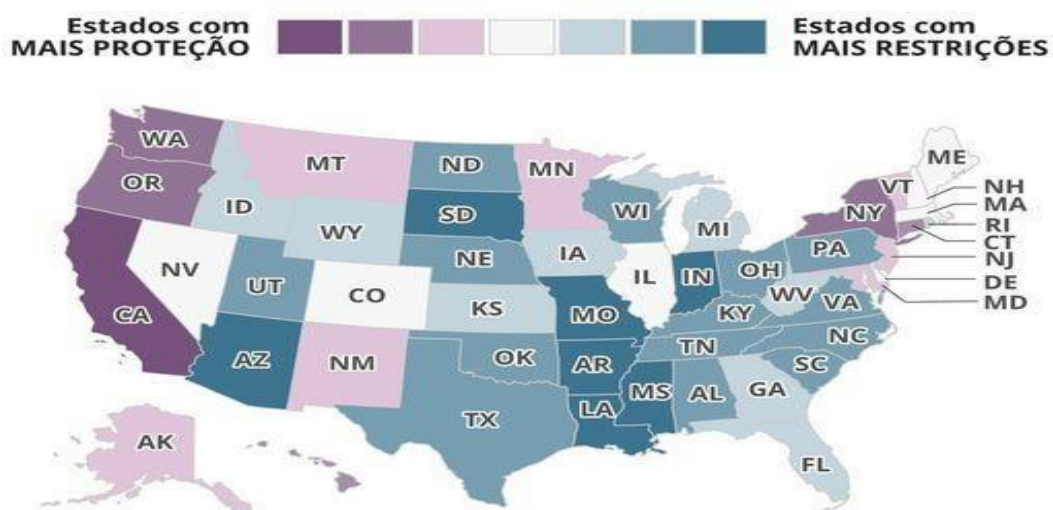 Estados com
MAIS PROTEÇÃO
Estados com
MAIS RESTRIÇÕES
WA
MT
ND
MN
ME
OR
ID
SD
WI
VT
NH
WY
MI
NY
MA
RI
NV
UT
NE
IA
PA
CT
NJ
CO
IL
IN
OH
DE
CA
KS
MO
WV
VA
MD
KY
AZ
NM
OK
AR
TN
NC
SC
TX
LA
MS
AL
GA
AK
FL